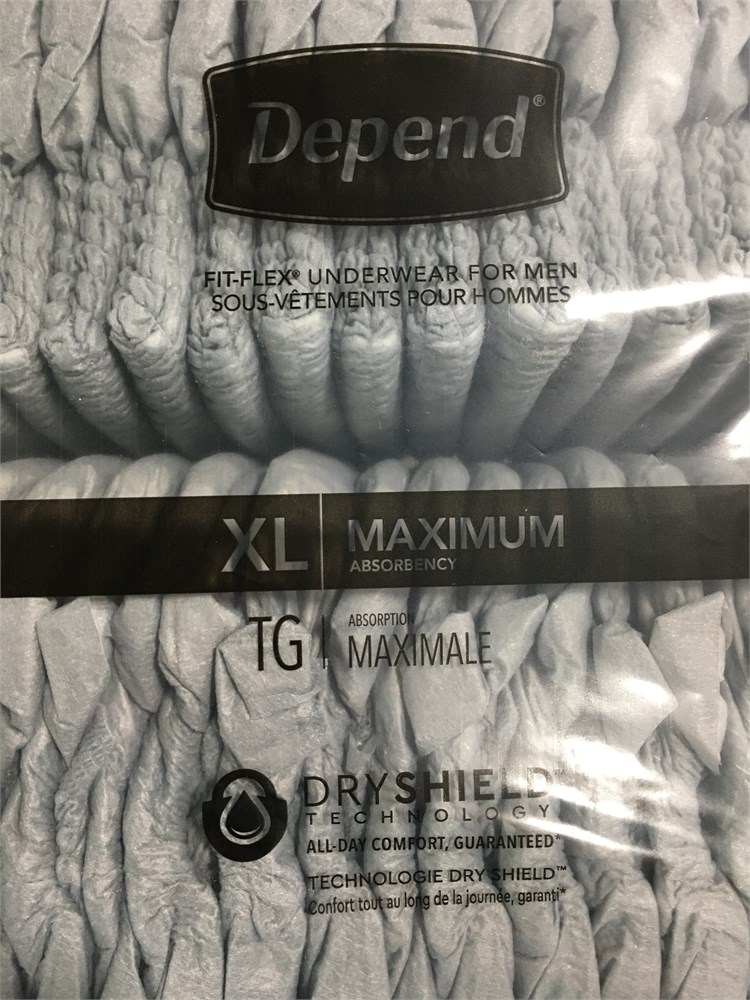 Depend®
FIT-FLEX® UNDERWEAR FOR MEN
SOUS-VÊTEMENTS POUR HOMMES
XL
MAXIMUM
ABSORBENCY
TG
ABSORPTION
MAXIMALE
DRYSHIELD™
TECHNOLOGY
ALL-DAY COMFORT, GUARANTEED*
TECHNOLOGIE DRY SHIELD™
Confort tout au long de la journée, garanti*